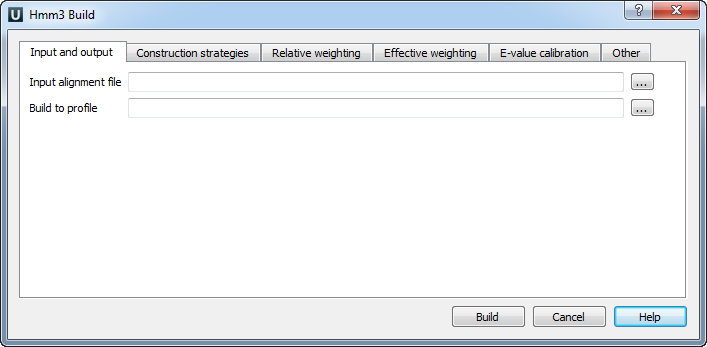 U Hmm3 Build ?
Input and output Construction strategies Relative weighting Effective weighting E-value calibration Other
Input alignment file ...
Build to profile ...
Build Cancel Help